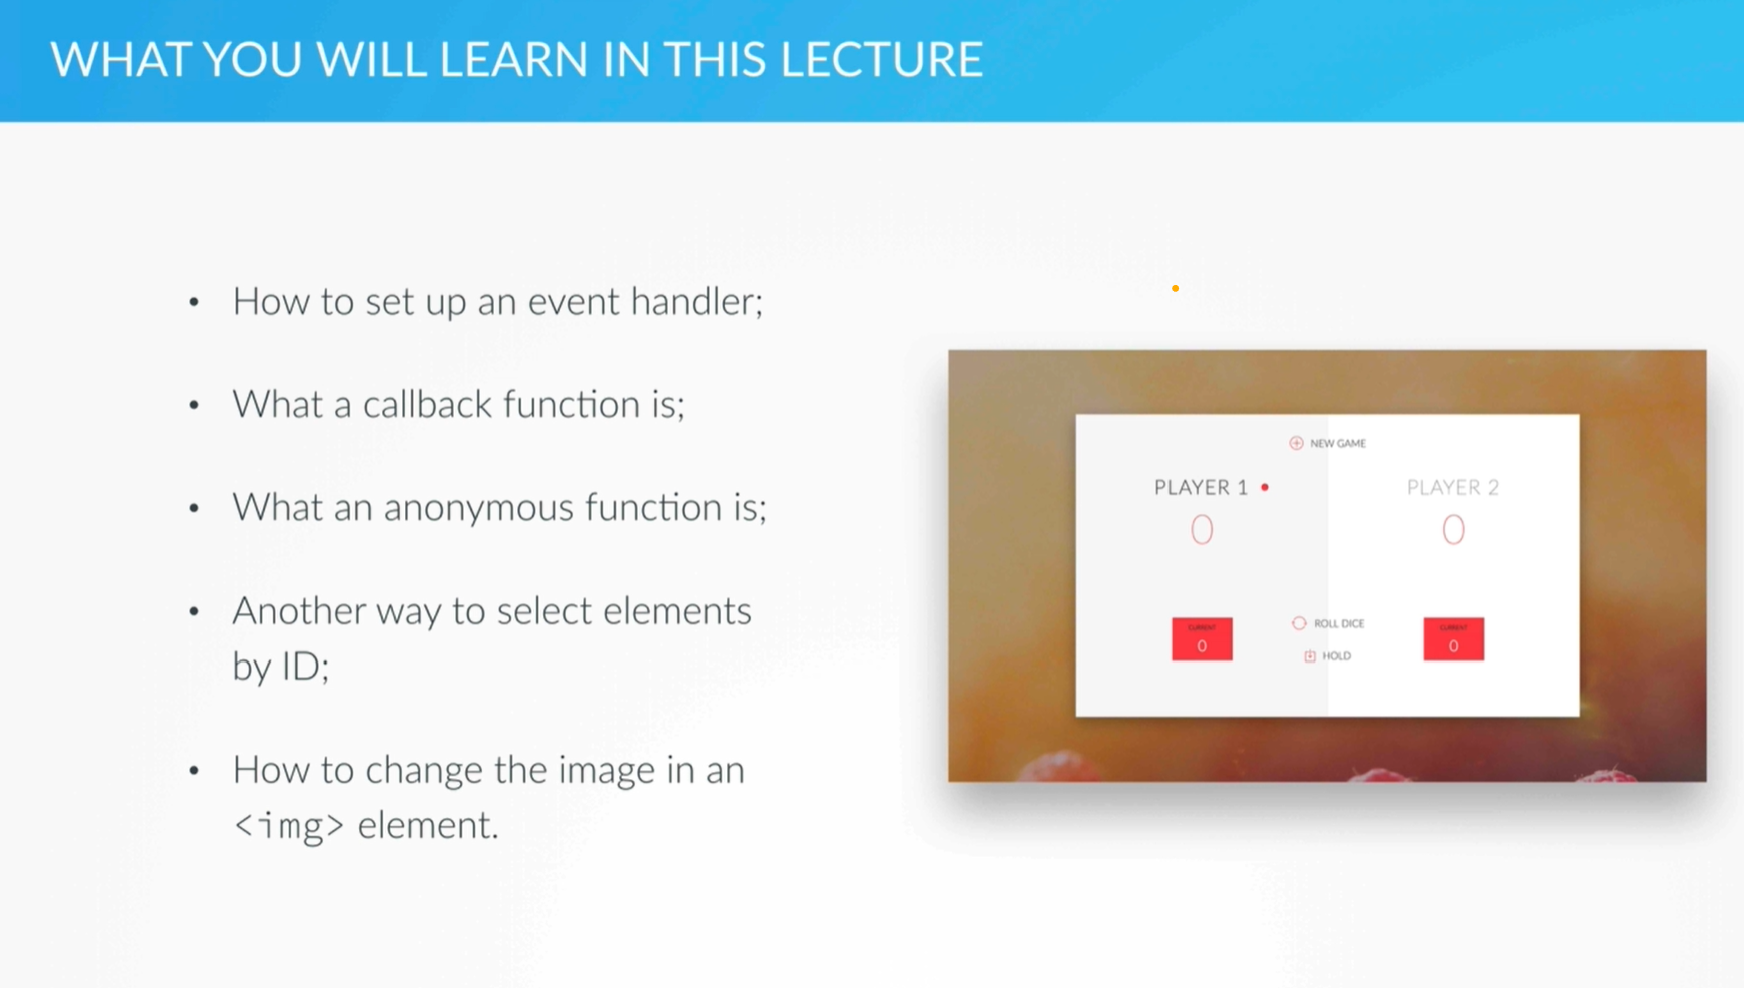 WHAT YOU WILL LEARN IN THIS LECTURE
• How to set up an event handler;
• What a callback function is;
• What an anonymous function is;
• Another way to select elements
by ID;
• How to change the image in an
<img> element.
NEW GAME
PLAYER 1
PLAYER 2
0
0
CURRENT
0
ROLL DICE
HOLD
CURRENT
0